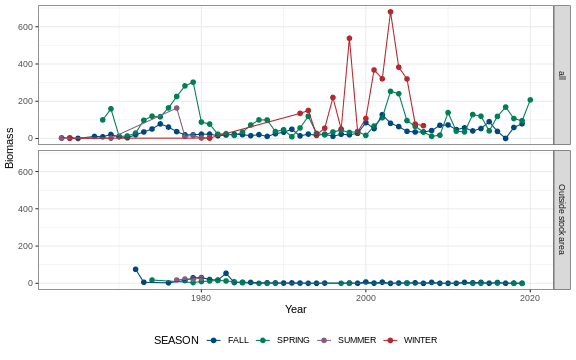 Biomass
600
400
200
0
all
600
400
200
0
Outside stock area
1980
2000
2020
Year
SEASON FALL SPRING SUMMER WINTER